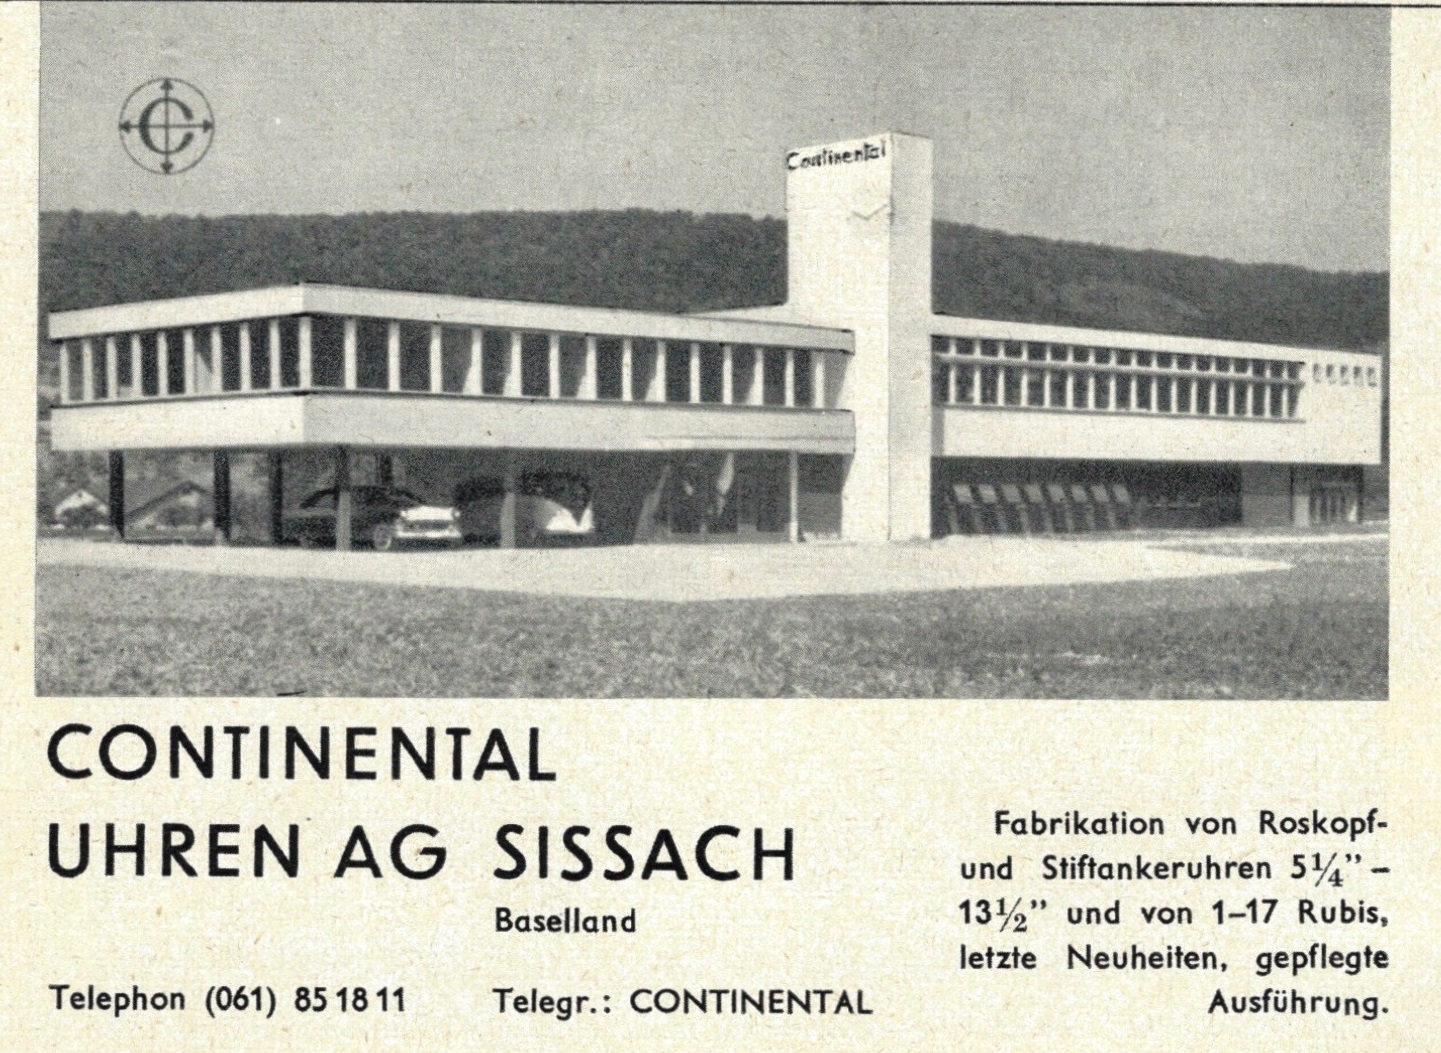 C
Continental
CONTINENTAL
UHREN AG SISSACH
Baselland
Telephon (061) 85 18 11
Telegr.: CONTINENTAL
Fabrikation von Roskopf-
und Stiftankeruhren 5¼” –
13½” und von 1–17 Rubis,
letzte Neuheiten, gepflegte
Ausführung.